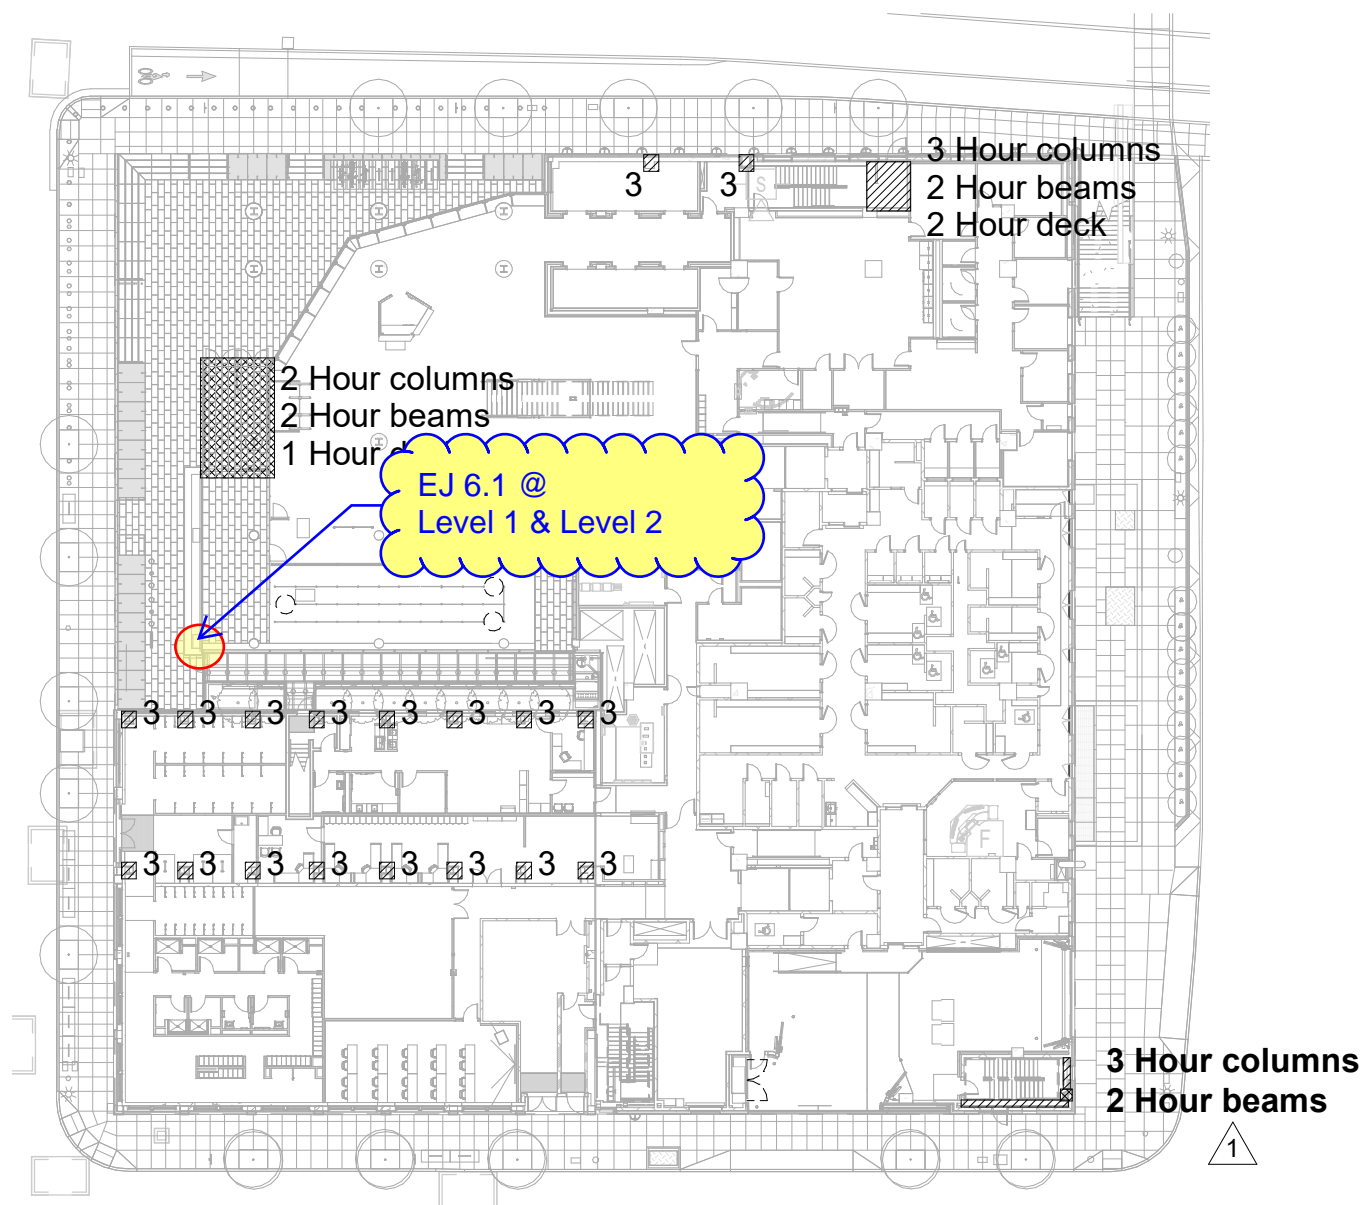 3 Hour columns
2 Hour beams
2 Hour deck
3 3
S
2 Hour columns
2 Hour beams
1 Hour
EJ 6.1 @
Level 1 & Level 2
3 3 3 3 3 3 3 3
3 3 3 3 3 3 3 3
F
3 Hour columns
2 Hour beams
1